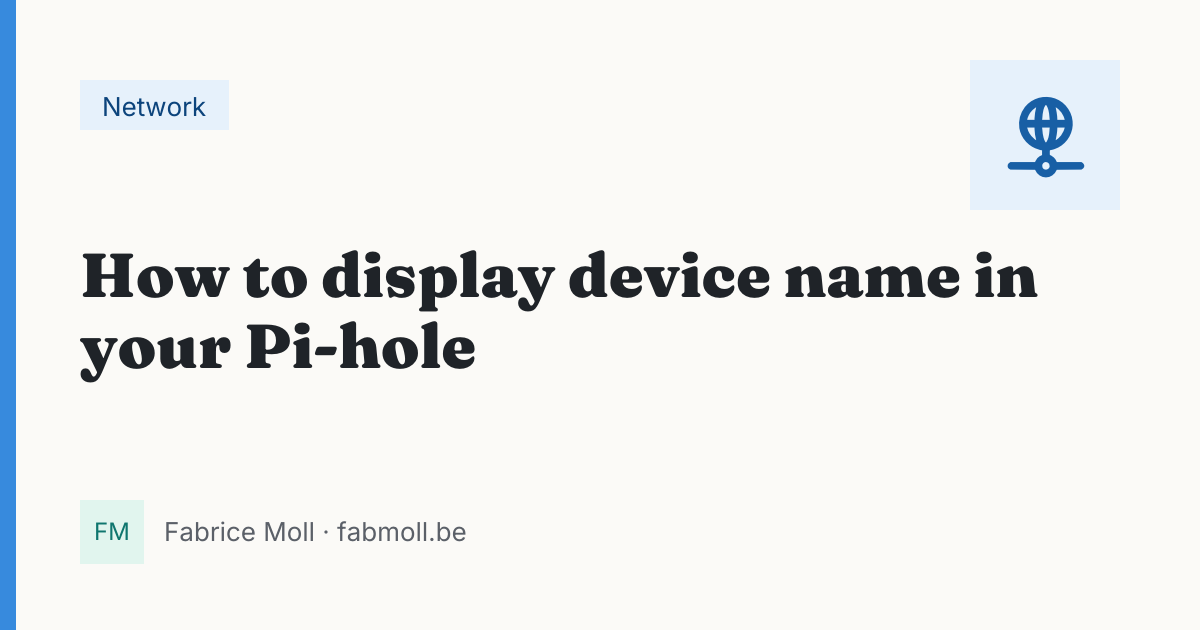 Network
How to display device name in
your Pi-hole
FM
Fabrice Moll · fabmoll.be